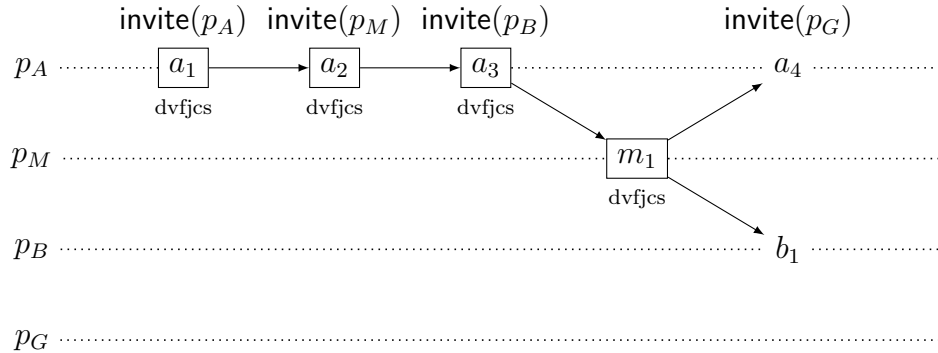 invite(p_A) invite(p_M) invite(p_B) invite(p_G)
p_A a_1 a_2 a_3 a_4
dvfjcs dvfjcs dvfjcs
p_M m_1
dvfjcs
p_B b_1
p_G